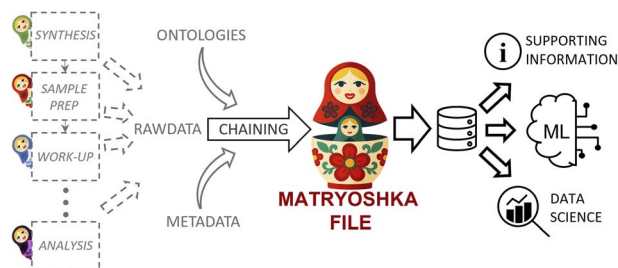 SYNTHESIS
SAMPLE
PREP
WORK-UP
ANALYSIS
ONTOLOGIES
RAWDATA
CHAINING
METADATA
MATRYOSHKA
FILE
i
SUPPORTING
INFORMATION
ML
DATA
SCIENCE